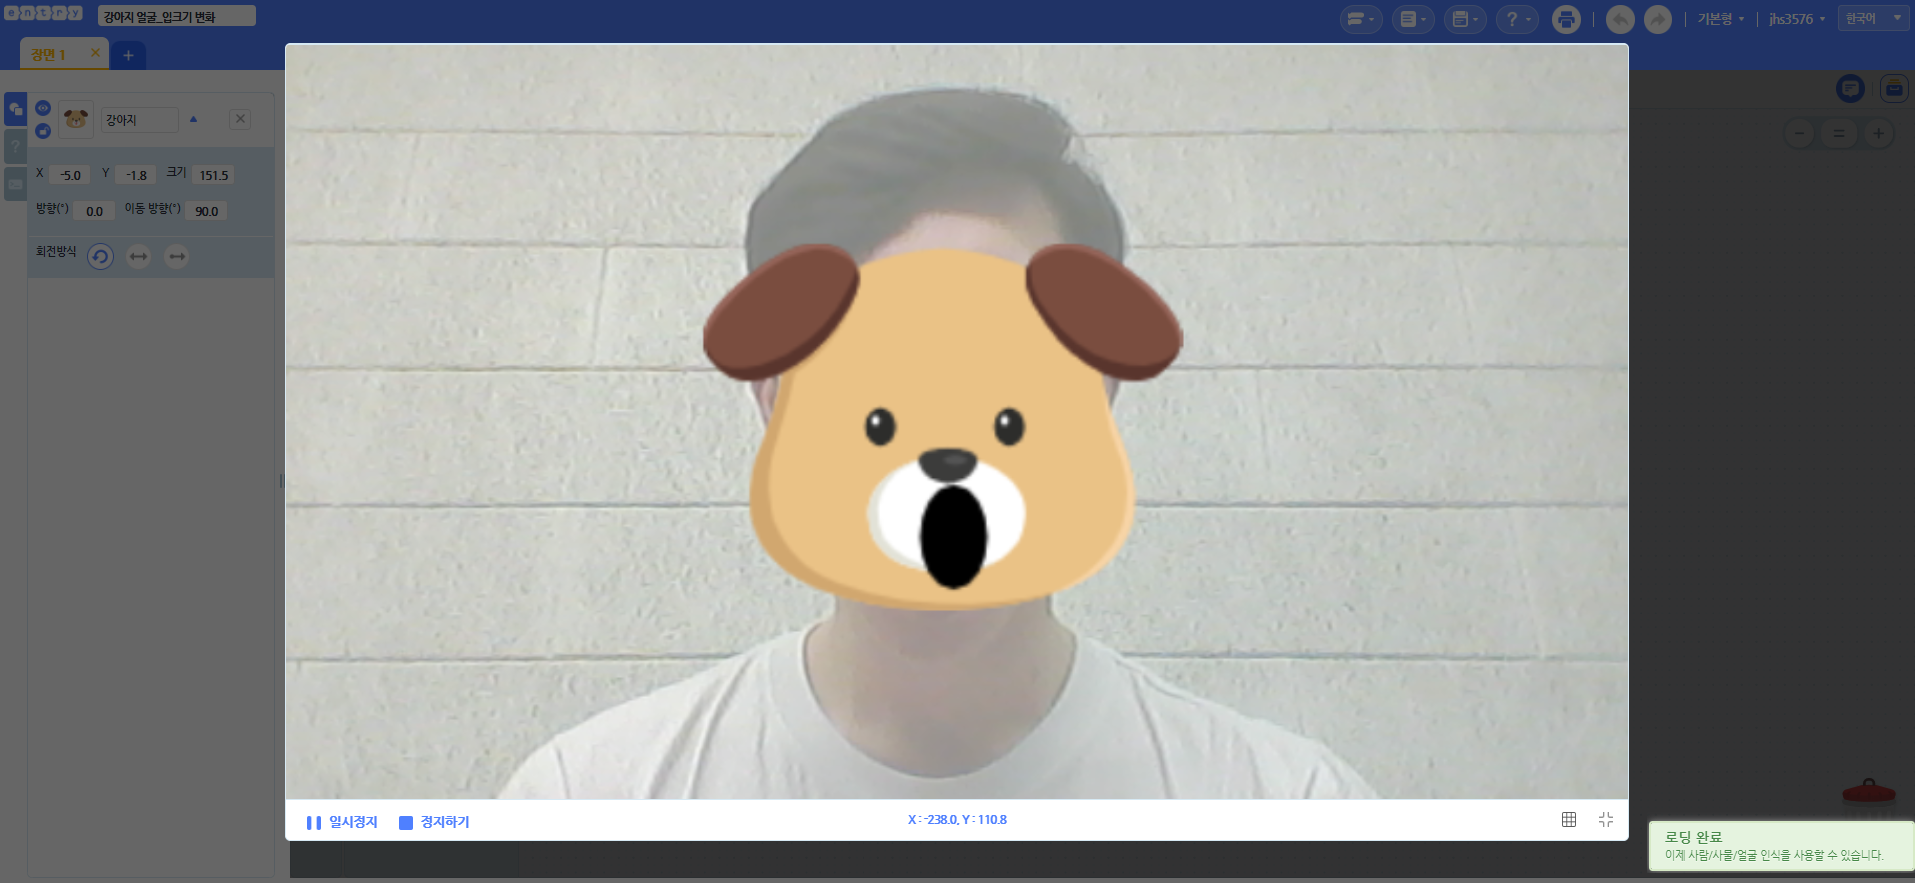 entry
강아지 얼굴_입크기 변화
기본형
jhs3576
한국어
장면 1
강아지
X -5.0 Y -1.8 크기 151.5
방향(°) 0.0 이동 방향(°) 90.0
회전방식
일시정지
정지하기
X : -238.0, Y : 110.8
로딩 완료
이제 사람/사물/얼굴 인식을 사용할 수 있습니다.